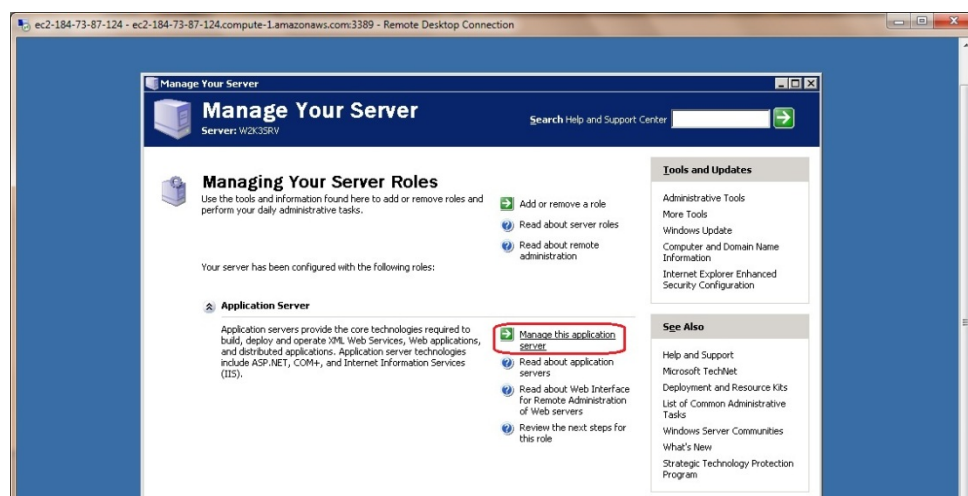 ec2-184-73-87-124 - ec2-184-73-87-124.compute-1.amazonaws.com:3389 - Remote Desktop Connection
Manage Your Server
Manage Your Server
Server: W2K3SRV
Search Help and Support Center
Managing Your Server Roles
Use the tools and information found here to add or remove roles and
perform your daily administrative tasks.
Add or remove a role
Read about server roles
Read about remote
administration
Your server has been configured with the following roles:
Application Server
Application servers provide the core technologies required to
build, deploy and operate XML Web Services, Web applications,
and distributed applications. Application server technologies
include ASP.NET, COM+, and Internet Information Services
(IIS).
Manage this application
server
Read about application
servers
Read about Web Interface
for Remote Administration
of Web servers
Review the next steps for
this role
Tools and Updates
Administrative Tools
More Tools
Windows Update
Computer and Domain Name
Information
Internet Explorer Enhanced
Security Configuration
See Also
Help and Support
Microsoft TechNet
Deployment and Resource Kits
List of Common Administrative
Tasks
Windows Server Communities
What's New
Strategic Technology Protection
Program